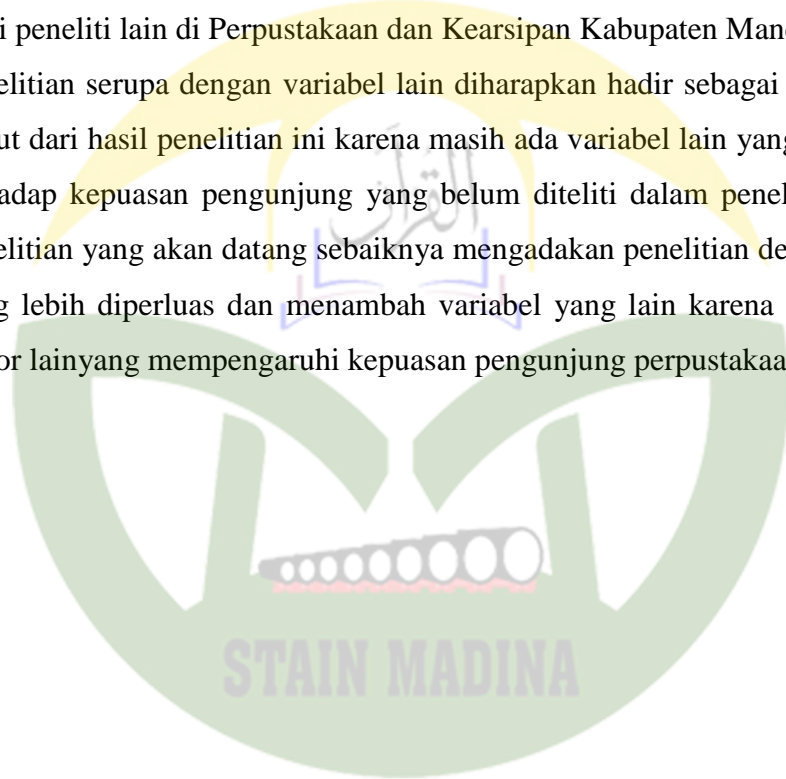 i peneliti lain di Perpustakaan dan Kearsipan Kabupaten Mand
elitian serupa dengan variabel lain diharapkan hadir sebagai
ut dari hasil penelitian ini karena masih ada variabel lain yang
adap kepuasan pengunjung yang belum diteliti dalam penel
elitian yang akan datang sebaiknya mengadakan penelitian de
g lebih diperluas dan menambah variabel yang lain karena
or lainyang mempengaruhi kepuasan pengunjung perpustakaa
القرآن
STAIN MADINA